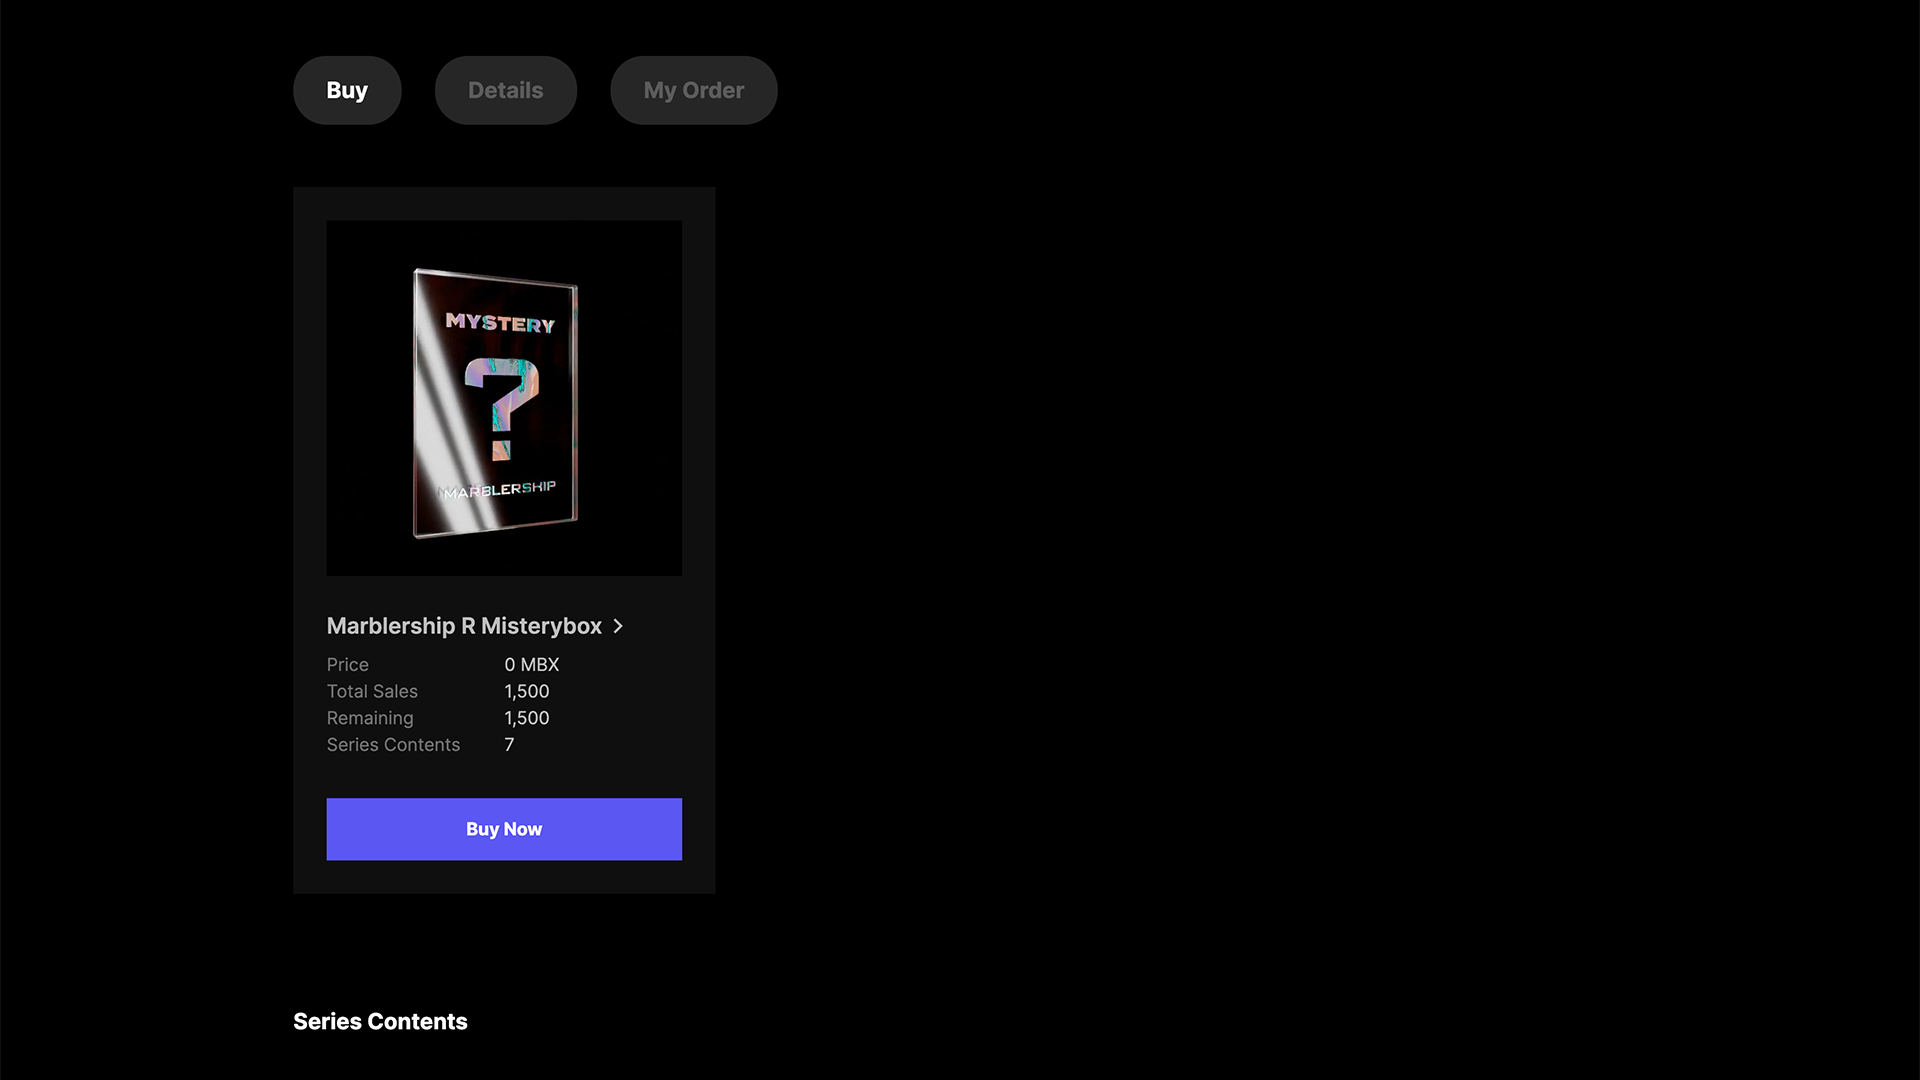 Buy
Details
My Order
MYSTERY
?
MARBLERSHIP
Marblership R Misterybox >
Price 0 MBX
Total Sales 1,500
Remaining 1,500
Series Contents 7
Buy Now
Series Contents